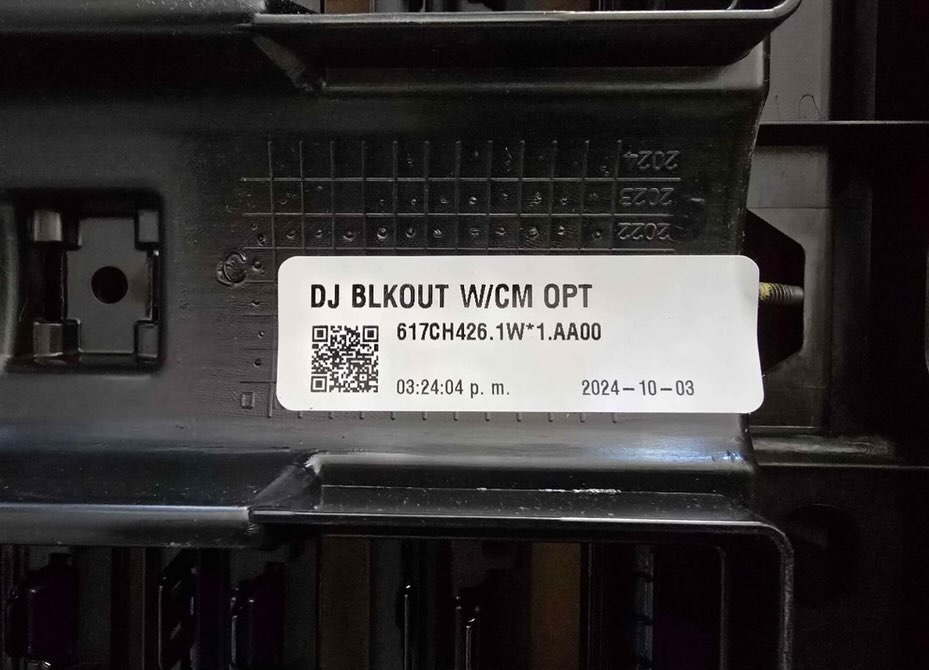 2024
2023
2022
DJ BLKOUT W/CM OPT
617CH426.1W*1.AA00
03:24:04 p. m.
2024-10-03